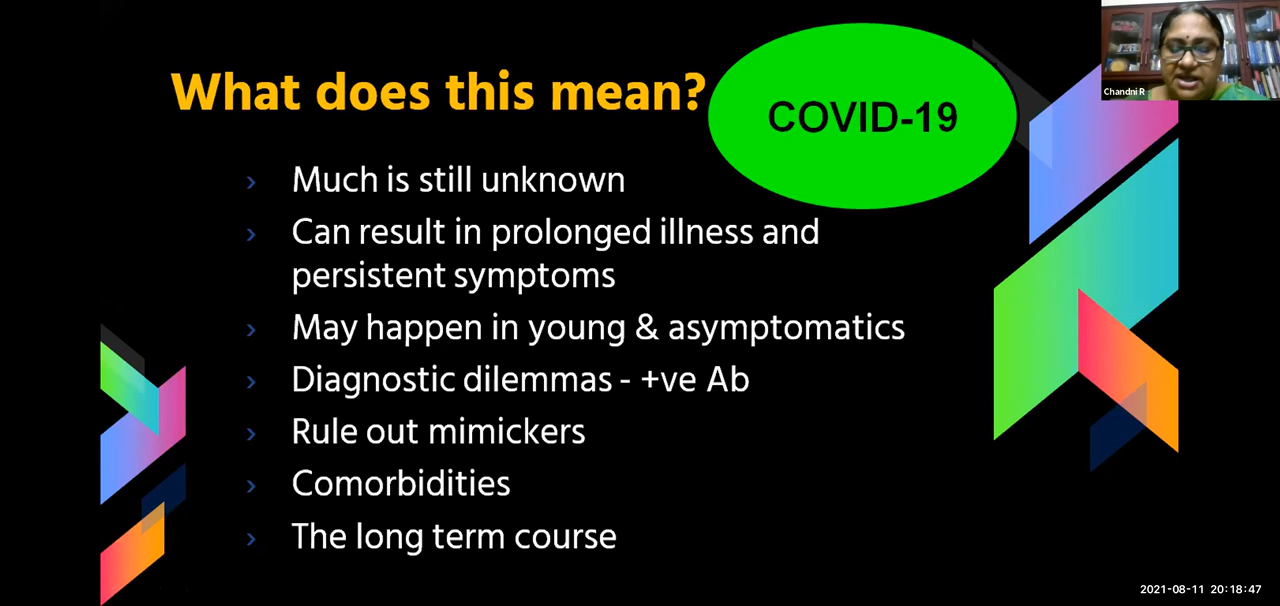 What does this mean?
COVID-19
Chandni R
› Much is still unknown
› Can result in prolonged illness and
persistent symptoms
› May happen in young & asymptomatics
› Diagnostic dilemmas - +ve Ab
› Rule out mimickers
› Comorbidities
› The long term course
2021-08-11 20:18:47